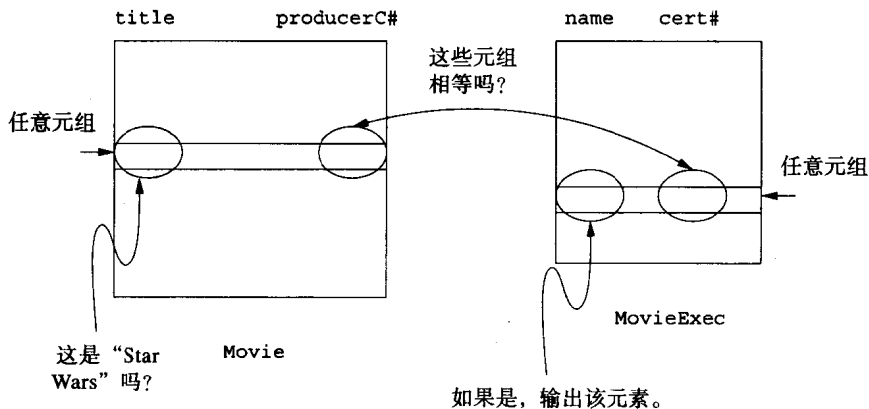 title producerC# name cert#
这些元组
相等吗?
任意元组
任意元组
MovieExec
这是“Star
Wars”吗?
Movie
如果是，输出该元素。